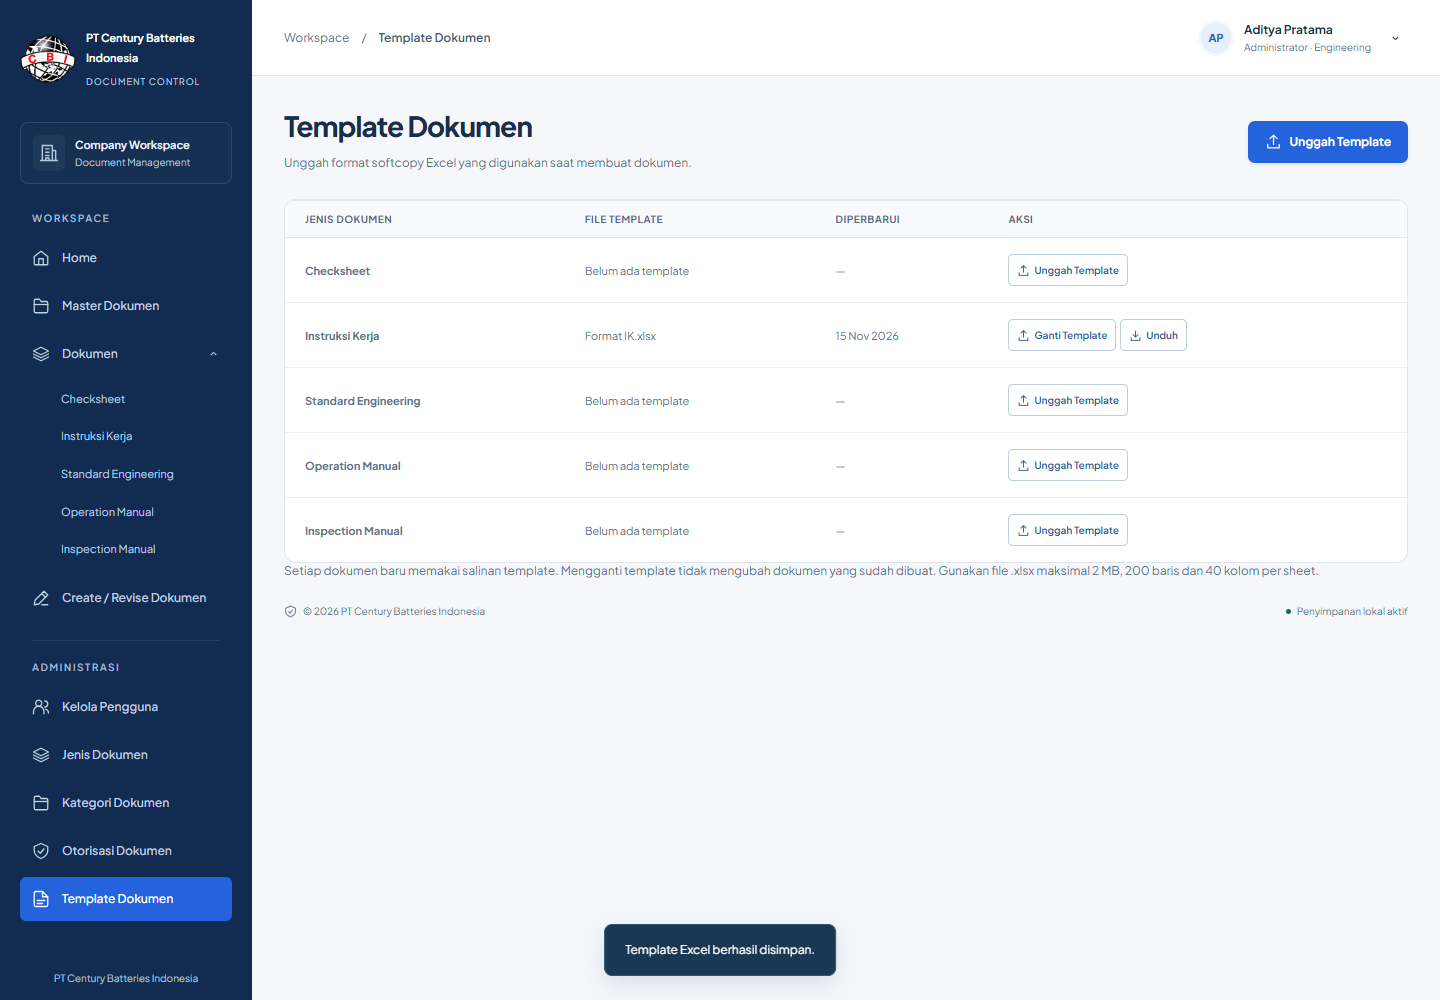 PT Century Batteries
Indonesia
DOCUMENT CONTROL
C B I
Company Workspace
Document Management
WORKSPACE
Home
Master Dokumen
Dokumen
Checksheet
Instruksi Kerja
Standard Engineering
Operation Manual
Inspection Manual
Create / Revise Dokumen
ADMINISTRASI
Kelola Pengguna
Jenis Dokumen
Kategori Dokumen
Otorisasi Dokumen
Template Dokumen
PT Century Batteries Indonesia
Workspace / Template Dokumen
AP
Aditya Pratama
Administrator · Engineering
Template Dokumen
Unggah format softcopy Excel yang digunakan saat membuat dokumen.
Unggah Template
JENIS DOKUMEN FILE TEMPLATE DIPERBARUI AKSI
Checksheet Belum ada template — Unggah Template
Instruksi Kerja Format IK.xlsx 15 Nov 2026 Ganti Template Unduh
Standard Engineering Belum ada template — Unggah Template
Operation Manual Belum ada template — Unggah Template
Inspection Manual Belum ada template — Unggah Template
Setiap dokumen baru memakai salinan template. Mengganti template tidak mengubah dokumen yang sudah dibuat. Gunakan file .xlsx maksimal 2 MB, 200 baris dan 40 kolom per sheet.
© 2026 PT Century Batteries Indonesia
Penyimpanan lokal aktif
Template Excel berhasil disimpan.